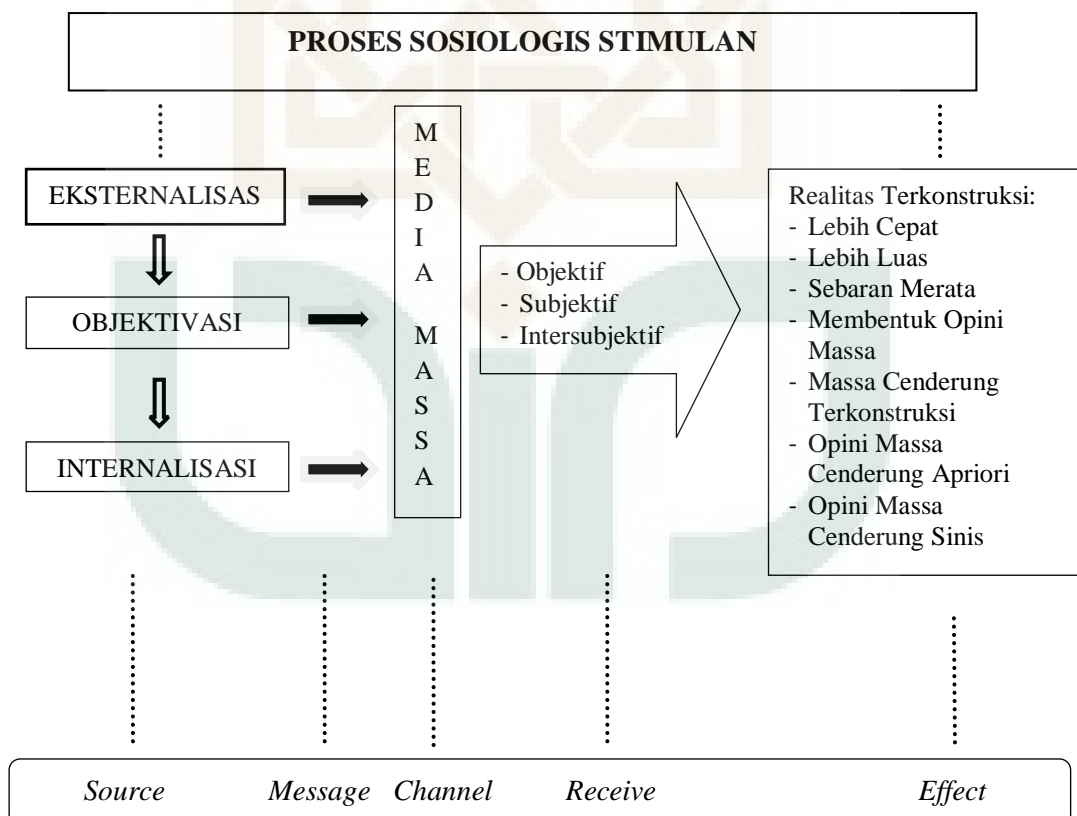 PROSES SOSIOLOGIS STIMULAN
EKSTERNALISAS
OBJEKTIVASI
INTERNALISASI
M
E
D
I
A
M
A
S
S
A
- Objektif
- Subjektif
- Intersubjektif
Realitas Terkonstruksi:
- Lebih Cepat
- Lebih Luas
- Sebaran Merata
- Membentuk Opini
Massa
- Massa Cenderung
Terkonstruksi
- Opini Massa
Cenderung Apriori
- Opini Massa
Cenderung Sinis
Source Message Channel Receive Effect